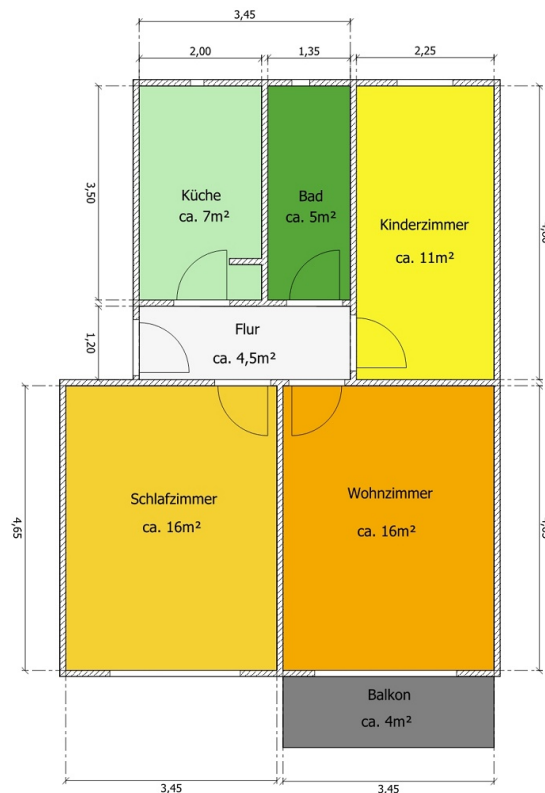 3,45
2,00
1,35
2,25
3,50
Küche
ca. 7m²
Bad
ca. 5m²
Kinderzimmer
ca. 11m²
1,20
Flur
ca. 4,5m²
4,65
Schlafzimmer
ca. 16m²
Wohnzimmer
ca. 16m²
Balkon
ca. 4m²
3,45
3,45